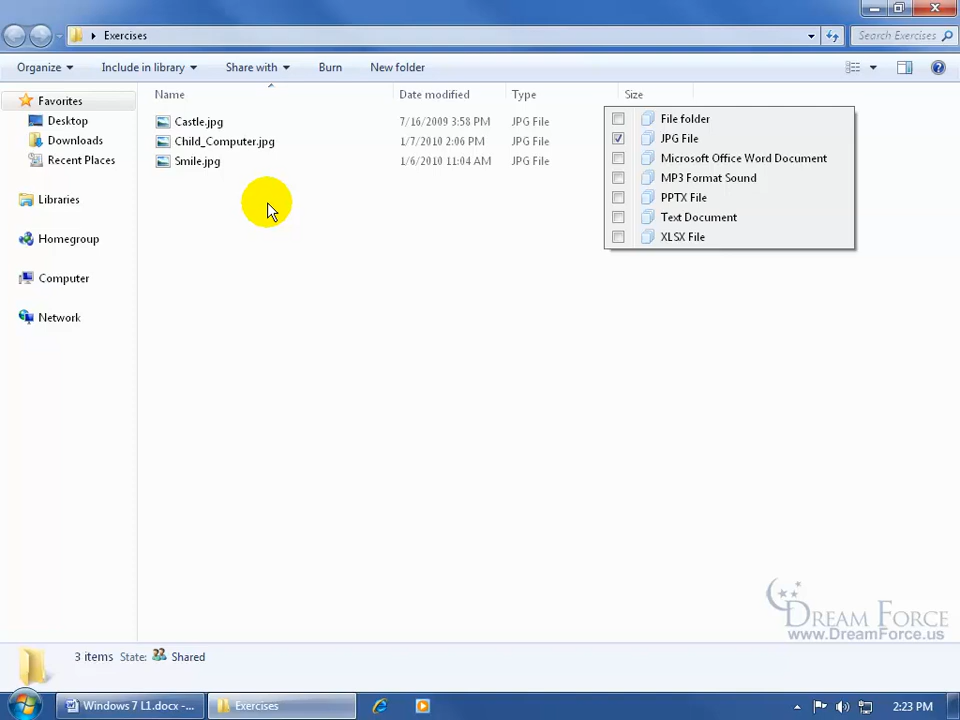 Exercises
Search Exercises
Organize Include in library Share with Burn New folder
Name Date modified Type Size
Favorites
Desktop
Downloads
Recent Places
Libraries
Homegroup
Computer
Network
Castle.jpg 7/16/2009 3:58 PM JPG File
Child_Computer.jpg 1/7/2010 2:06 PM JPG File
Smile.jpg 1/6/2010 11:04 AM JPG File
File folder
JPG File
Microsoft Office Word Document
MP3 Format Sound
PPTX File
Text Document
XLSX File
DREAM FORCE
www.DreamForce.us
3 items State: Shared
Windows 7 L1.docx -...
Exercises
2:23 PM